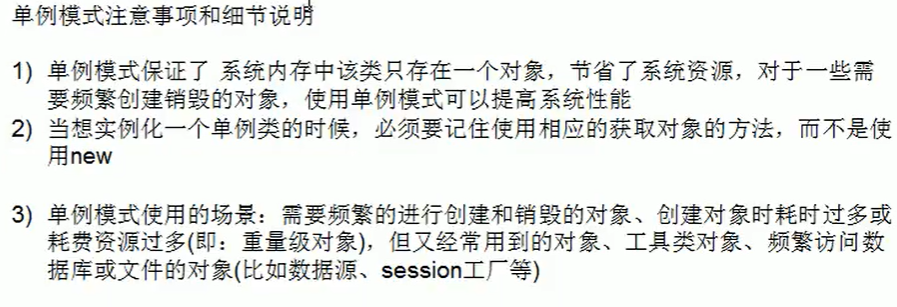 单例模式注意事项和细节说明
1) 单例模式保证了 系统内存中该类只存在一个对象，节省了系统资源，对于一些需
要频繁创建销毁的对象，使用单例模式可以提高系统性能
2) 当想实例化一个单例类的时候，必须要记住使用相应的获取对象的方法，而不是使
用new
3) 单例模式使用的场景：需要频繁的进行创建和销毁的对象、创建对象时耗时过多或
耗费资源过多(即：重量级对象)，但又经常用到的对象、工具类对象、频繁访问数
据库或文件的对象(比如数据源、session工厂等)